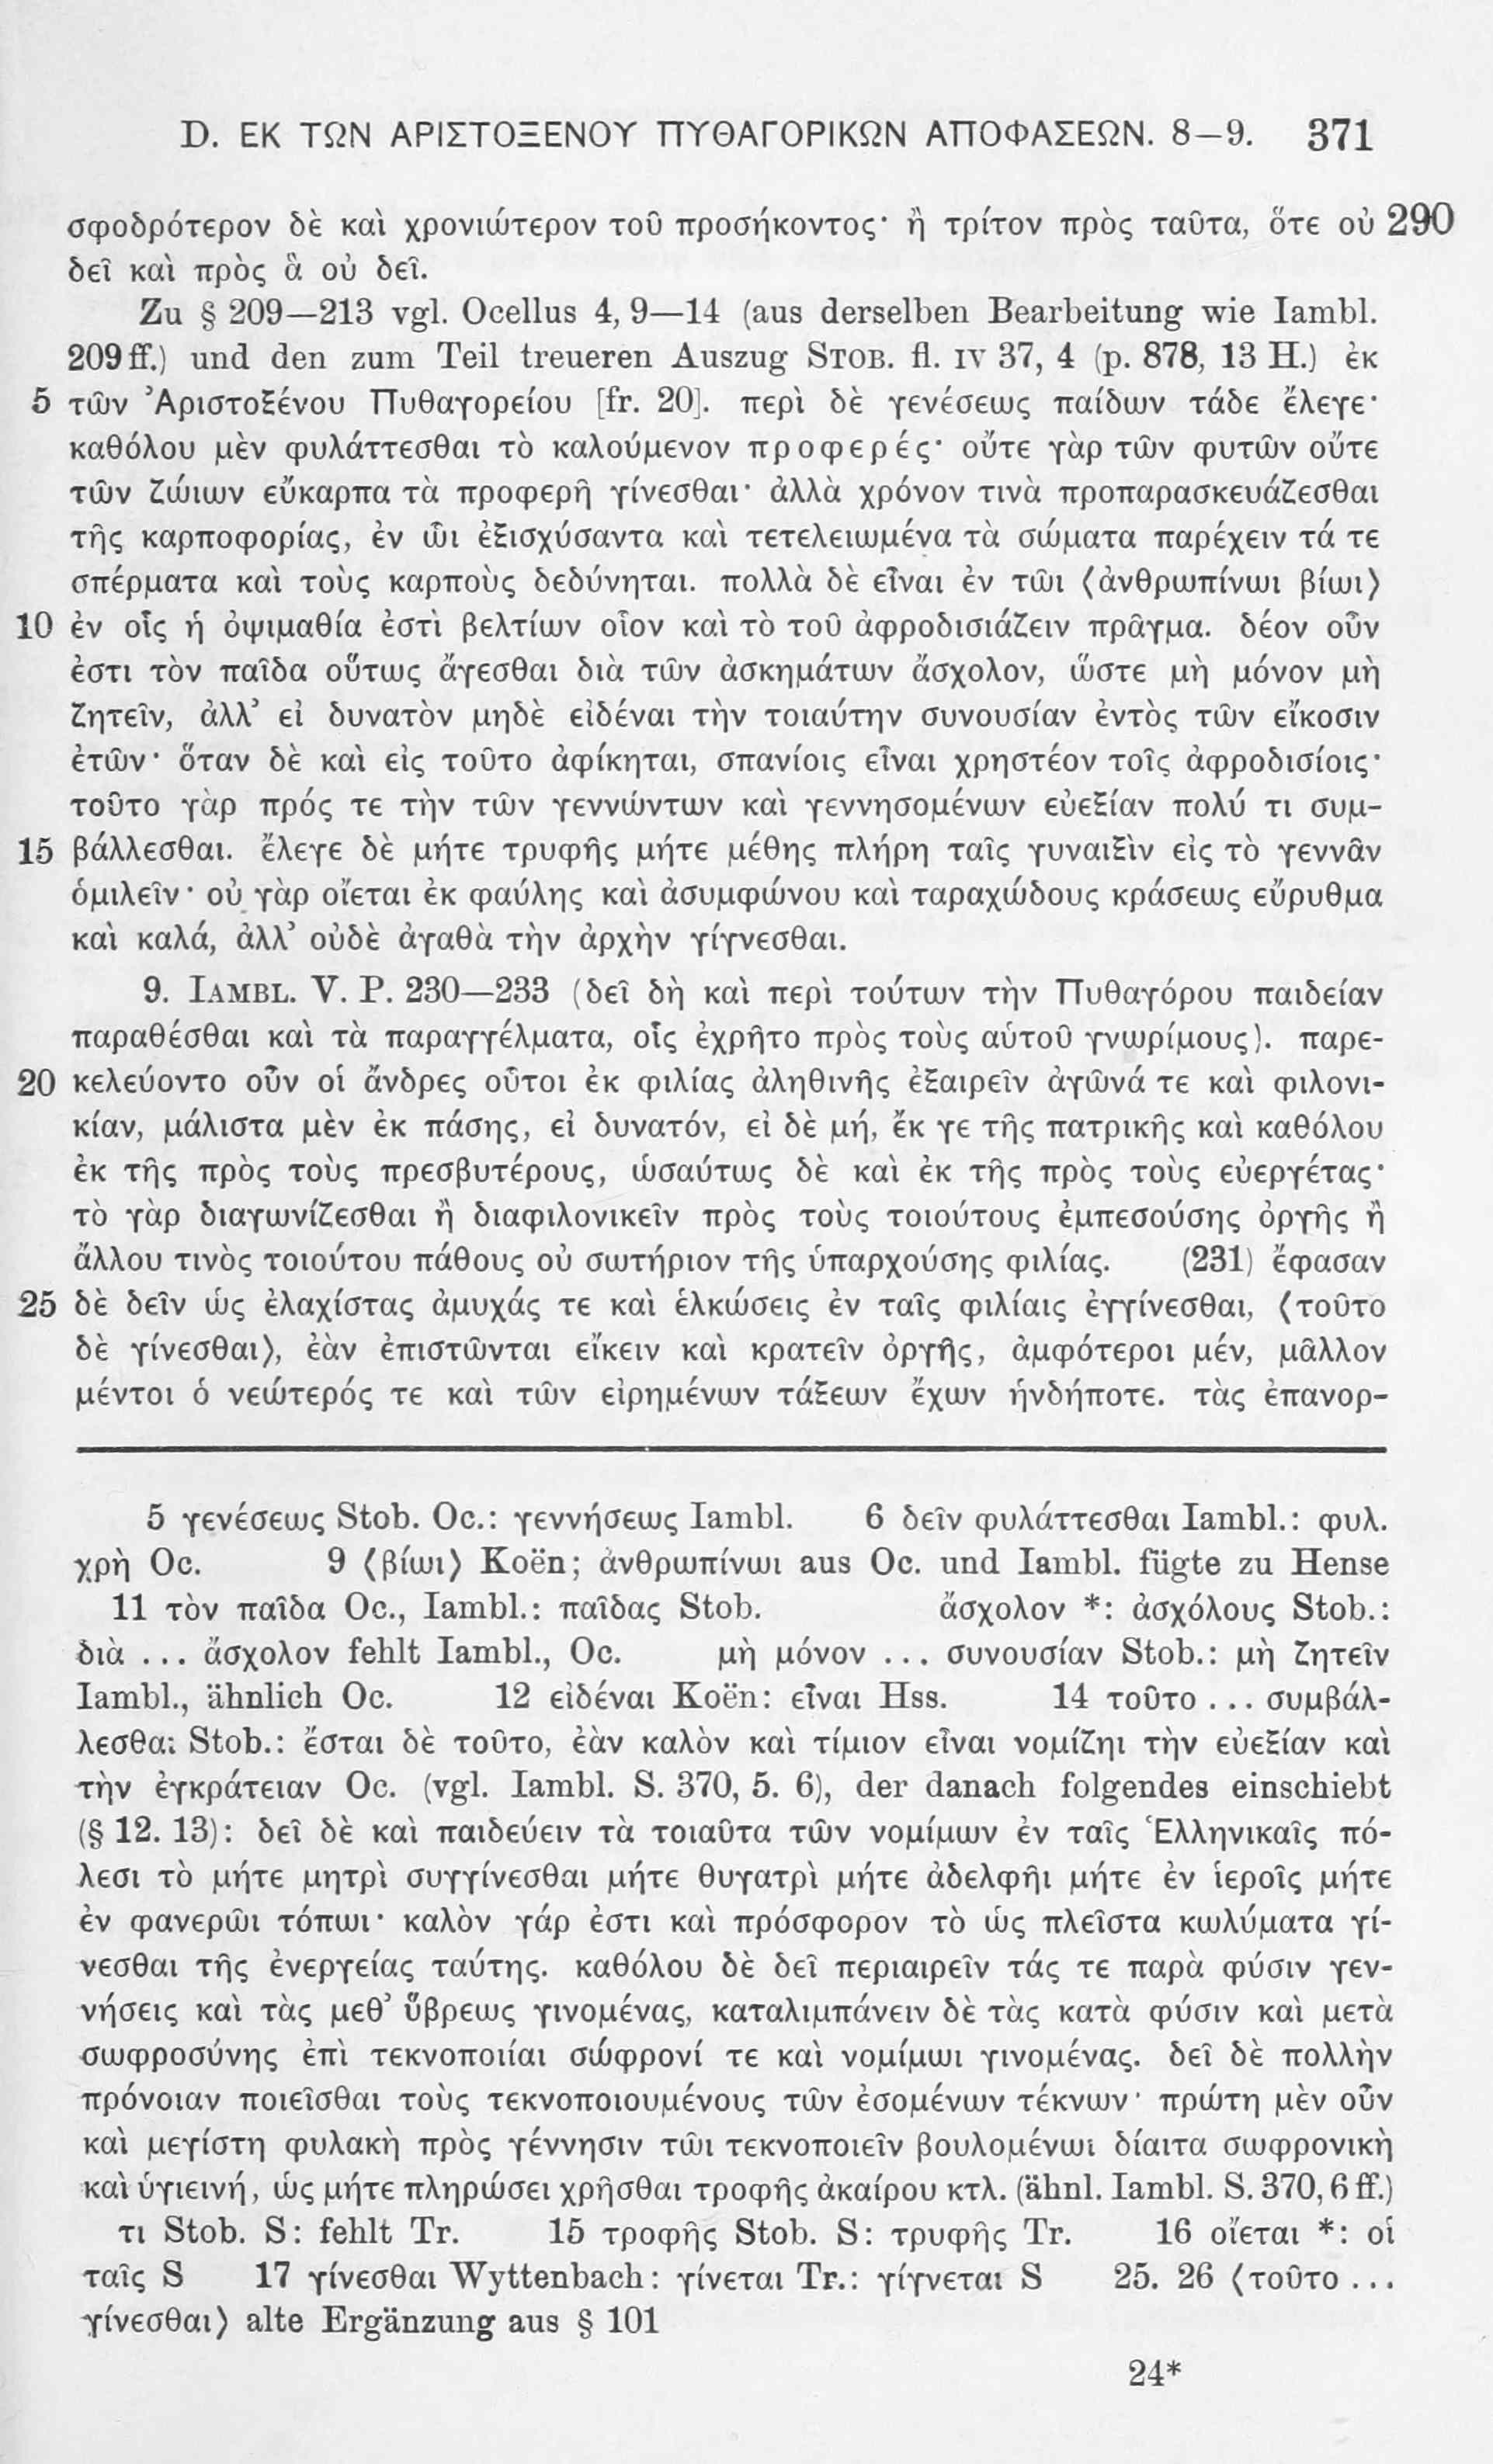 D. ΕΚ ΤΩΝ ΑΡΙΣΤΟΞΕΝΟΥ ΠΥΘΑΓΟΡΙΚΩΝ ΑΠΟΦΑΣΕΩΝ. 8—9. 371
σφοδρότερον δὲ καὶ χρονιώτερον τοῦ προσήκοντος· ἢ τρίτον πρὸς ταῦτα, ὅτε οὐ 290
δεῖ καὶ πρὸς ἃ οὐ δεῖ.
Zu § 209—213 vgl. Ocellus 4, 9—14 (aus derselben Bearbeitung wie Iambl.
209 ff.) und den zum Teil treueren Auszug STOB. fl. IV 37, 4 (p. 878, 13 H.) ἐκ
5 τῶν Ἀριστοξένου Πυθαγορείου [fr. 20]. περὶ δὲ γενέσεως παίδων τάδε ἔλεγε·
καθόλου μὲν φυλάττεσθαι τὸ καλούμενον προφερές· οὔτε γὰρ τῶν φυτῶν οὔτε
τῶν ζώιων εὔκαρπα τὰ προφερῆ γίνεσθαι· ἀλλὰ χρόνον τινὰ προπαρασκευάζεσθαι
τῆς καρποφορίας, ἐν ὧι ἐξισχύσαντα καὶ τετελειωμένα τὰ σώματα παρέχειν τά τε
σπέρματα καὶ τοὺς καρποὺς δεδύνηται. πολλὰ δὲ εἶναι ἐν τῶι ⟨ἀνθρωπίνωι βίωι⟩
10 ἐν οἷς ἡ ὀψιμαθία ἐστὶ βελτίων οἷον καὶ τὸ τοῦ ἀφροδισιάζειν πρᾶγμα. δέον οὖν
ἐστι τὸν παῖδα οὕτως ἄγεσθαι διὰ τῶν ἀσκημάτων ἄσχολον, ὥστε μὴ μόνον μὴ
ζητεῖν, ἀλλ’ εἰ δυνατὸν μηδὲ εἰδέναι τὴν τοιαύτην συνουσίαν ἐντὸς τῶν εἴκοσιν
ἐτῶν· ὅταν δὲ καὶ εἰς τοῦτο ἀφίκηται, σπανίοις εἶναι χρηστέον τοῖς ἀφροδισίοις·
τοῦτο γὰρ πρός τε τὴν τῶν γεννώντων καὶ γεννησομένων εὐεξίαν πολύ τι συμ-
15 βάλλεσθαι. ἔλεγε δὲ μήτε τρυφῆς μήτε μέθης πλήρη ταῖς γυναιξὶν εἰς τὸ γεννᾶν
ὁμιλεῖν· οὐ γὰρ οἴεται ἐκ φαύλης καὶ ἀσυμφώνου καὶ ταραχώδους κράσεως εὔρυθμα
καὶ καλά, ἀλλ’ οὐδὲ ἀγαθὰ τὴν ἀρχὴν γίγνεσθαι.
9. IAMBL. V. P. 230—233 (δεῖ δὴ καὶ περὶ τούτων τὴν Πυθαγόρου παιδείαν
παραθέσθαι καὶ τὰ παραγγέλματα, οἷς ἐχρῆτο πρὸς τοὺς αὑτοῦ γνωρίμους). παρε-
20 κελεύοντο οὖν οἱ ἄνδρες οὗτοι ἐκ φιλίας ἀληθινῆς ἐξαιρεῖν ἀγῶνά τε καὶ φιλονι-
κίαν, μάλιστα μὲν ἐκ πάσης, εἰ δυνατόν, εἰ δὲ μή, ἔκ γε τῆς πατρικῆς καὶ καθόλου
ἐκ τῆς πρὸς τοὺς πρεσβυτέρους, ὡσαύτως δὲ καὶ ἐκ τῆς πρὸς τοὺς εὐεργέτας·
τὸ γὰρ διαγωνίζεσθαι ἢ διαφιλονικεῖν πρὸς τοὺς τοιούτους ἐμπεσούσης ὀργῆς ἢ
ἄλλου τινὸς τοιούτου πάθους οὐ σωτήριον τῆς ὑπαρχούσης φιλίας. (231) ἔφασαν
25 δὲ δεῖν ὡς ἐλαχίστας ἀμυχάς τε καὶ ἑλκώσεις ἐν ταῖς φιλίαις ἐγγίνεσθαι, ⟨τοῦτο
δὲ γίνεσθαι⟩, ἐὰν ἐπιστῶνται εἴκειν καὶ κρατεῖν ὀργῆς, ἀμφότεροι μέν, μᾶλλον
μέντοι ὁ νεώτερός τε καὶ τῶν εἰρημένων τάξεων ἔχων ἡνδήποτε. τὰς ἐπανορ-
5 γενέσεως Stob. Oc.: γεννήσεως Iambl. 6 δεῖν φυλάττεσθαι Iambl.: φυλ.
χρὴ Oc. 9 ⟨βίωι⟩ Koën; ἀνθρωπίνωι aus Oc. und Iambl. fügte zu Hense
11 τὸν παῖδα Oc., Iambl.: παῖδας Stob. ἄσχολον *: ἀσχόλους Stob.:
διὰ ... ἄσχολον fehlt Iambl., Oc. μὴ μόνον ... συνουσίαν Stob.: μὴ ζητεῖν
Iambl., ähnlich Oc. 12 εἰδέναι Koën: εἶναι Hss. 14 τοῦτο ... συμβάλ-
λεσθαι Stob.: ἔσται δὲ τοῦτο, ἐὰν καλὸν καὶ τίμιον εἶναι νομίζηι τὴν εὐεξίαν καὶ
τὴν ἐγκράτειαν Oc. (vgl. Iambl. S. 370, 5. 6), der danach folgendes einschiebt
(§ 12. 13): δεῖ δὲ καὶ παιδεύειν τὰ τοιαῦτα τῶν νομίμων ἐν ταῖς Ἑλληνικαῖς πό-
λεσι τὸ μήτε μητρὶ συγγίνεσθαι μήτε θυγατρὶ μήτε ἀδελφῆι μήτε ἐν ἱεροῖς μήτε
ἐν φανερῶι τόπωι· καλὸν γάρ ἐστι καὶ πρόσφορον τὸ ὡς πλεῖστα κωλύματα γί-
νεσθαι τῆς ἐνεργείας ταύτης. καθόλου δὲ δεῖ περιαιρεῖν τάς τε παρὰ φύσιν γεν-
νήσεις καὶ τὰς μεθ’ ὕβρεως γινομένας, καταλιμπάνειν δὲ τὰς κατὰ φύσιν καὶ μετὰ
σωφροσύνης ἐπὶ τεκνοποιίαι σώφρονί τε καὶ νομίμωι γινομένας. δεῖ δὲ πολλὴν
πρόνοιαν ποιεῖσθαι τοὺς τεκνοποιουμένους τῶν ἐσομένων τέκνων· πρώτη μὲν οὖν
καὶ μεγίστη φυλακὴ πρὸς γέννησιν τῶι τεκνοποιεῖν βουλομένωι δίαιτα σωφρονικὴ
καὶ ὑγιεινή, ὡς μήτε πληρώσει χρῆσθαι τροφῆς ἀκαίρου κτλ. (ähnl. Iambl. S. 370, 6 ff.)
τι Stob. S: fehlt Tr. 15 τροφῆς Stob. S: τρυφῆς Tr. 16 οἴεται *: οἱ
ταῖς S 17 γίνεσθαι Wyttenbach: γίνεται Tr.: γίγνεται S 25. 26 ⟨τοῦτο ...
γίνεσθαι⟩ alte Ergänzung aus § 101
24*